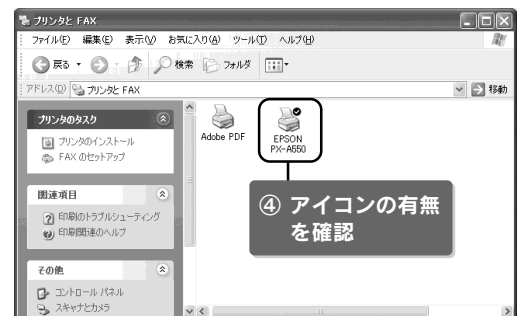 プリンタと FAX
ファイル(F) 編集(E) 表示(V) お気に入り(A) ツール(T) ヘルプ(H)
戻る 検索 フォルダ
アドレス(D) プリンタと FAX 移動
プリンタのタスク
プリンタのインストール
FAX のセットアップ
関連項目
印刷のトラブルシューティング
印刷関連のヘルプ
その他
コントロール パネル
スキャナとカメラ
Adobe PDF
EPSON
PX-A550
④ アイコンの有無
を確認